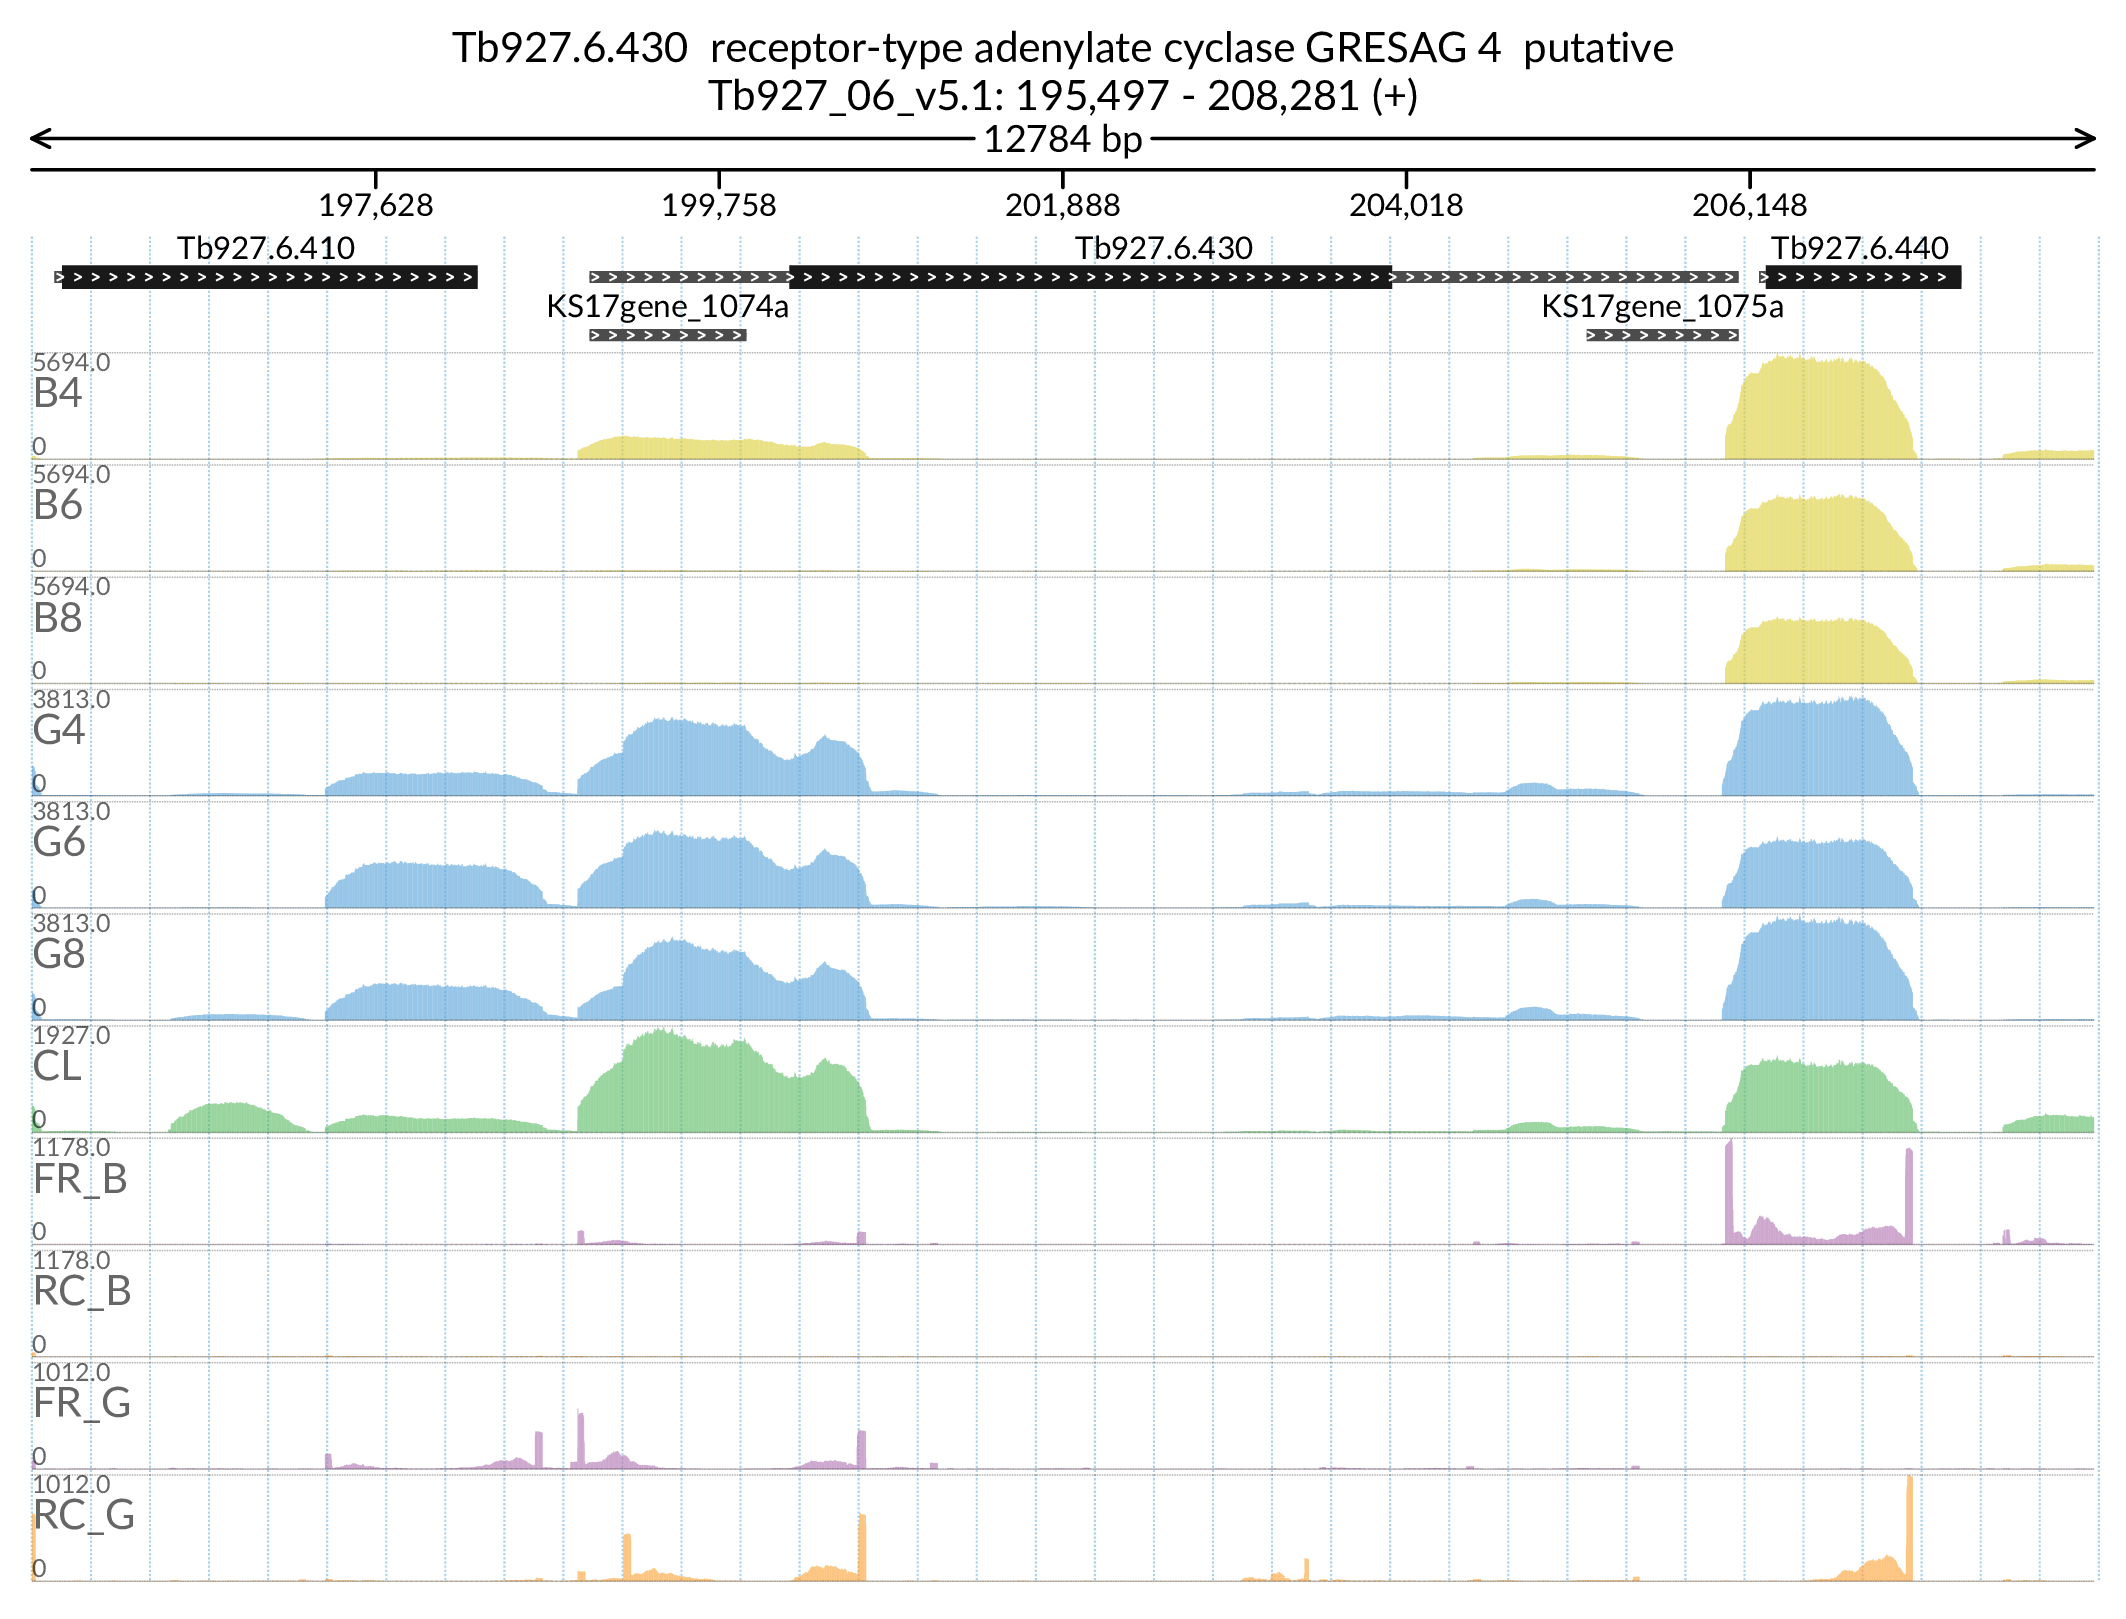 Tb927.6.430  receptor-type adenylate cyclase GRESAG 4  putative
Tb927_06_v5.1: 195,497 - 208,281 (+)
12784 bp
197,628 199,758 201,888 204,018 206,148
Tb927.6.410 Tb927.6.430 Tb927.6.440
KS17gene_1074a KS17gene_1075a
5694.0
B4
0
5694.0
B6
0
5694.0
B8
0
3813.0
G4
0
3813.0
G6
0
3813.0
G8
0
1927.0
CL
0
1178.0
FR_B
0
1178.0
RC_B
0
1012.0
FR_G
0
1012.0
RC_G
0